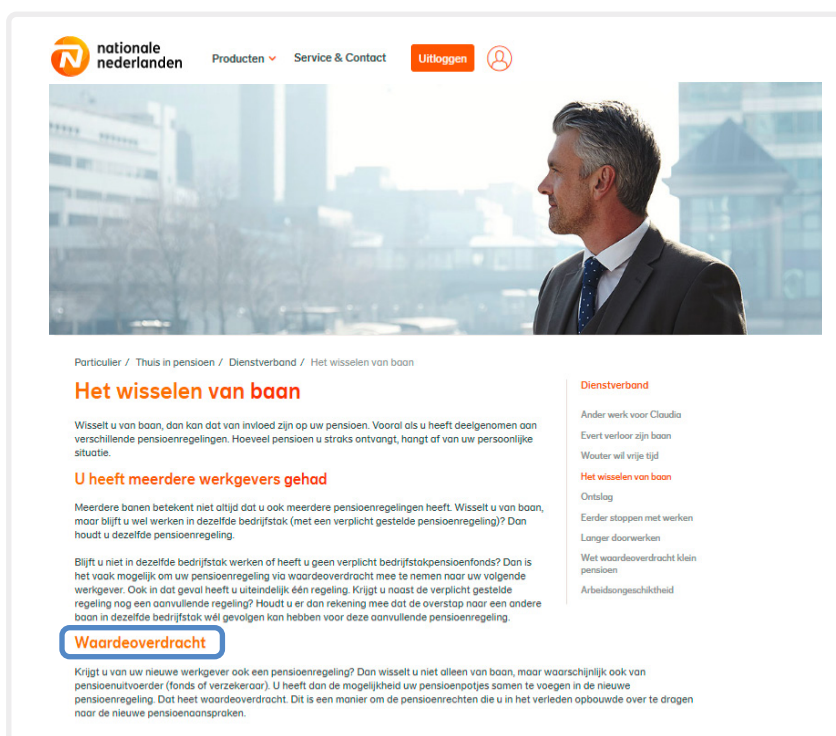 nationale
nederlanden
Producten
Service & Contact
Uitloggen
Particulier / Thuis in pensioen / Dienstverband / Het wisselen van baan
Het wisselen van baan
Wisselt u van baan, dan kan dat van invloed zijn op uw pensioen. Vooral als u heeft deelgenomen aan
verschillende pensioenregelingen. Hoeveel pensioen u straks ontvangt, hangt af van uw persoonlijke
situatie.
U heeft meerdere werkgevers gehad
Meerdere banen betekent niet altijd dat u ook meerdere pensioenregelingen heeft. Wisselt u van baan,
maar blijft u wel werken in dezelfde bedrijfstak (met een verplicht gestelde pensioenregeling)? Dan
houdt u dezelfde pensioenregeling.
Blijft u niet in dezelfde bedrijfstak werken of heeft u geen verplicht bedrijfstakpensioenfonds? Dan is
het vaak mogelijk om uw pensioenregeling via waardeoverdracht mee te nemen naar uw volgende
werkgever. Ook in dat geval heeft u uiteindelijk één regeling. Krijgt u naast de verplicht gestelde
regeling nog een aanvullende regeling? Houdt u er dan rekening mee dat de overstap naar een andere
baan in dezelfde bedrijfstak wél gevolgen kan hebben voor deze aanvullende pensioenregeling.
Waardeoverdracht
Krijgt u van uw nieuwe werkgever ook een pensioenregeling? Dan wisselt u niet alleen van baan, maar waarschijnlijk ook van
pensioenuitvoerder (fonds of verzekeraar). U heeft dan de mogelijkheid uw pensioenpotjes samen te voegen in de nieuwe
pensioenregeling. Dat heet waardeoverdracht. Dit is een manier om de pensioenrechten die u in het verleden opbouwde over te dragen
naar de nieuwe pensioenaanspraken.
Dienstverband
Ander werk voor Claudia
Evert verloor zijn baan
Wouter wil vrije tijd
Het wisselen van baan
Ontslag
Eerder stoppen met werken
Langer doorwerken
Wet waardeoverdracht klein
pensioen
Arbeidsongeschiktheid